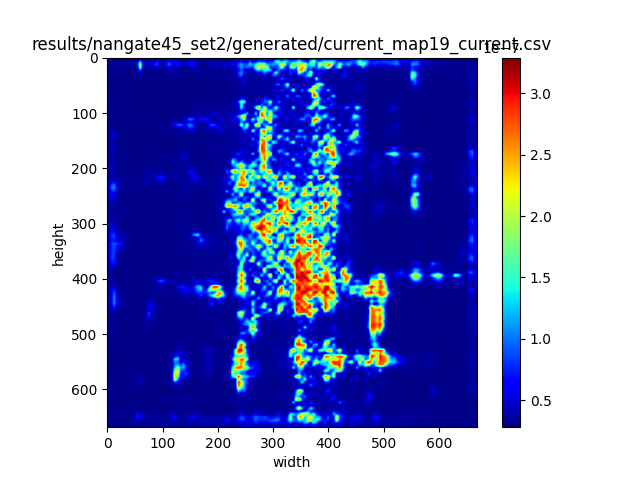 results/nangate45_set2/generated/current_map19_current.csv
1e−7
0
100
200
300
400
500
600
height
0 100 200 300 400 500 600
width
3.0
2.5
2.0
1.5
1.0
0.5